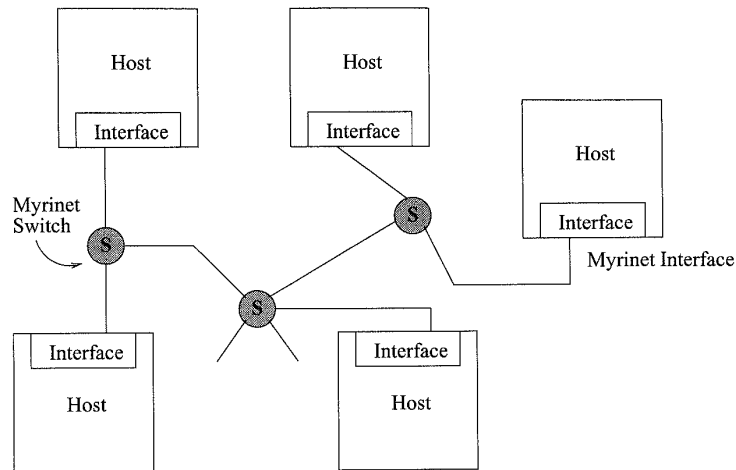 Host
Interface
Host
Interface
Host
Interface
Myrinet Interface
Myrinet
Switch
S
S
S
Interface
Host
Interface
Host